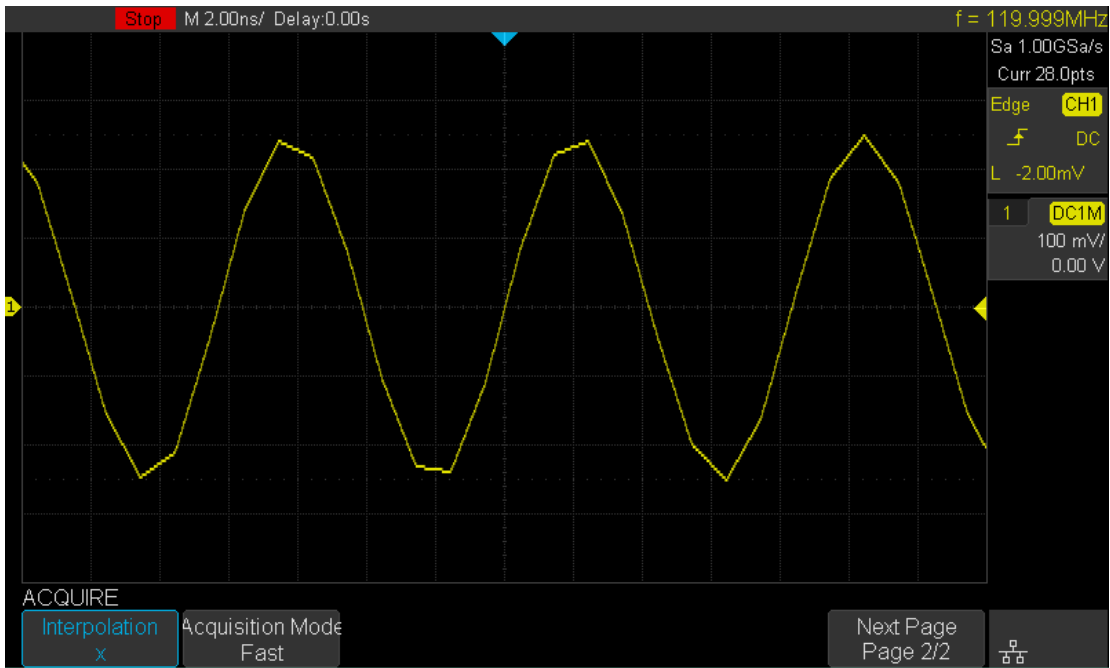 Stop M 2.00ns/ Delay:0.00s f = 119.999MHz
Sa 1.00GSa/s
Curr 28.0pts
Edge CH1
DC
L -2.00mV
1 DC1M
100 mV/
0.00 V
1
ACQUIRE
Interpolation
x
Acquisition Mode
Fast
Next Page
Page 2/2